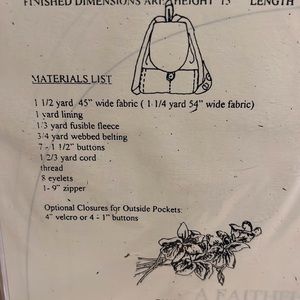 FINISHED DIMENSIONS ARE: HEIGHT 15" LENGTH
MATERIALS LIST
1 1/2 yard 45" wide fabric ( 1 1/4 yard 54" wide fabric)
1 yard lining
1/3 yard fusible fleece
3/4 yard webbed belting
7 - 1 1/2" buttons
1 2/3 yard cord
thread
8 eyelets
1- 9" zipper
Optional Closures for Outside Pockets:
4" velcro or 4 - 1" buttons
A FAITHFU